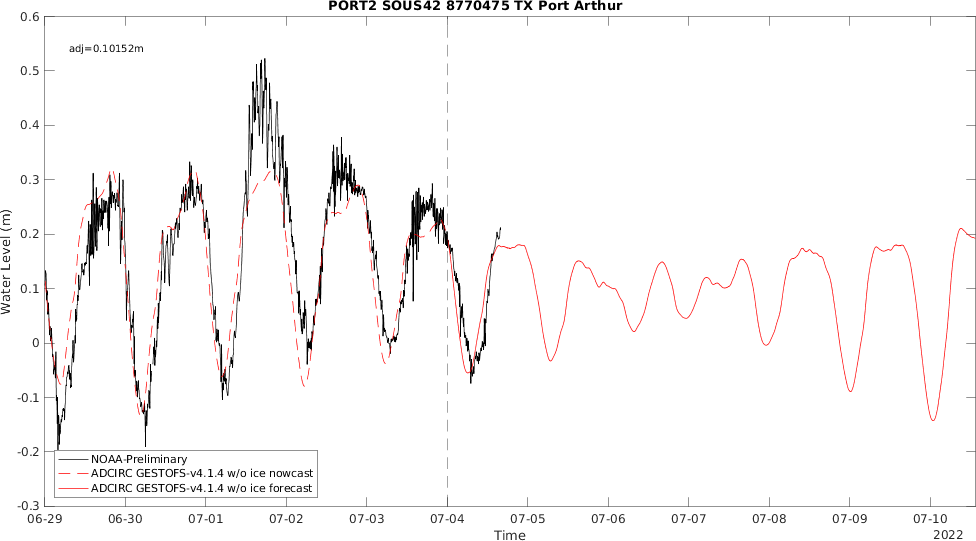 PORT2 SOUS42 8770475 TX Port Arthur
adj=0.10152m
Water Level (m)
0.6
0.5
0.4
0.3
0.2
0.1
0
-0.1
-0.2
-0.3
NOAA-Preliminary
ADCIRC GESTOFS-v4.1.4 w/o ice nowcast
ADCIRC GESTOFS-v4.1.4 w/o ice forecast
06-29 06-30 07-01 07-02 07-03 07-04 07-05 07-06 07-07 07-08 07-09 07-10
Time
2022